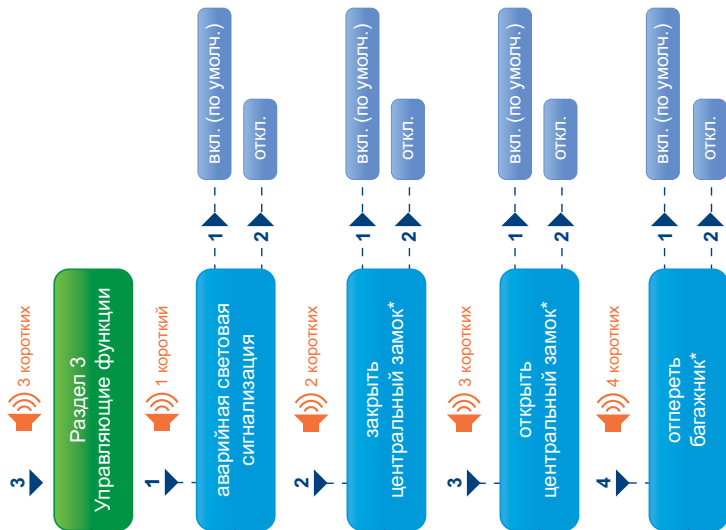 3
3 коротких
Раздел 3
Управляющие функции
1
1 короткий
аварийная световая
сигнализация
1
вкл. (по умолч.)
2
откл.
2
2 коротких
закрыть
центральный замок*
1
вкл. (по умолч.)
2
откл.
3
3 коротких
открыть
центральный замок*
1
вкл. (по умолч.)
2
откл.
4
4 коротких
отпереть
багажник*
1
вкл. (по умолч.)
2
откл.